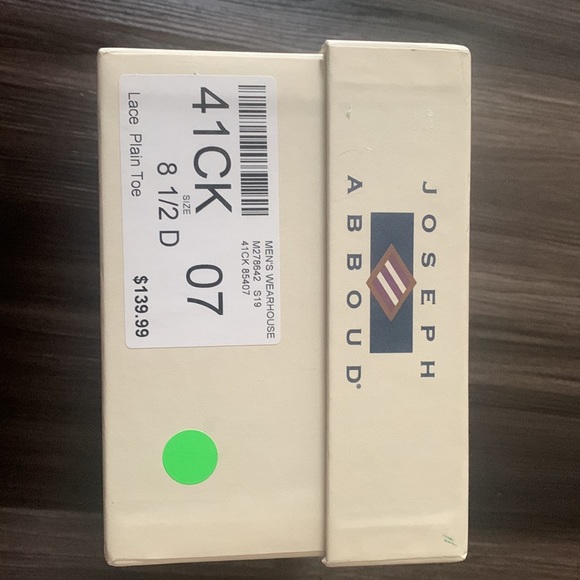 JOSEPH
ABBOUD®
MEN'S WEARHOUSE
M278642 S19
41CK 85407
41CK 07
SIZE
8 1/2 D
Lace Plain Toe
$139.99